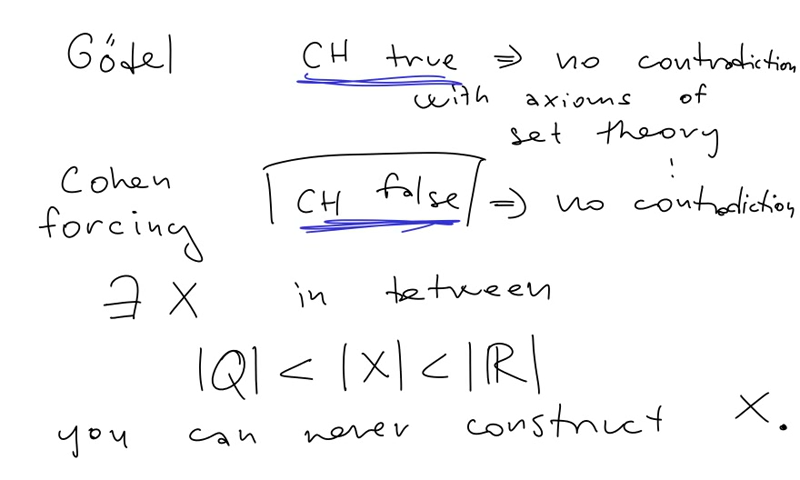 Gődel CH true ⇒ no contradiction
with axioms of
set theory
Cohen CH false ⇒ no contradiction!
forcing
∃ X in between
|Q| < |X| < |R|
you can never construct X.